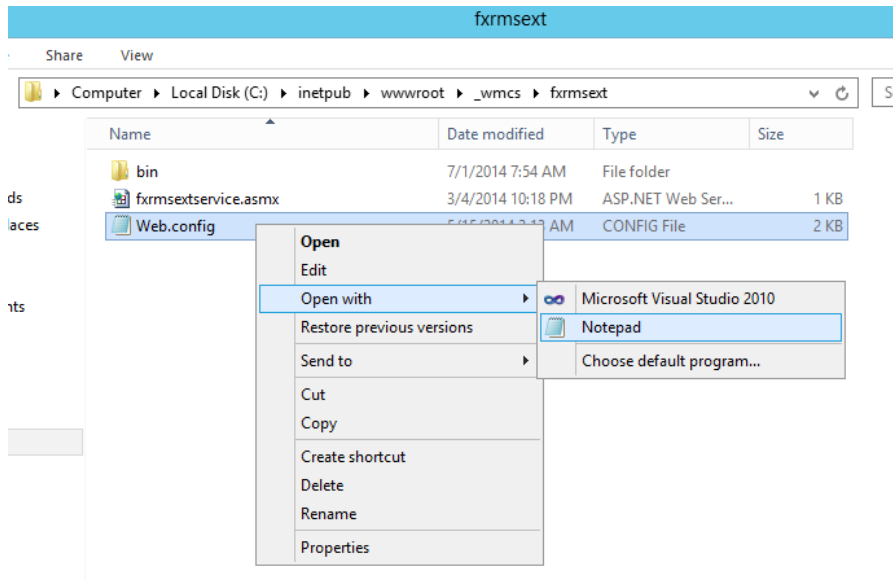 fxrmsext
Share View
Computer Local Disk (C:) inetpub wwwroot _wmcs fxrmsext S
Name Date modified Type Size
bin 7/1/2014 7:54 AM File folder
ds
fxrmsextservice.asmx 3/4/2014 10:18 PM ASP.NET Web Ser... 1 KB
laces
Web.config AM CONFIG File 2 KB
Open
Edit
Open with Microsoft Visual Studio 2010
nts
Restore previous versions Notepad
Send to Choose default program...
Cut
Copy
Create shortcut
Delete
Rename
Properties